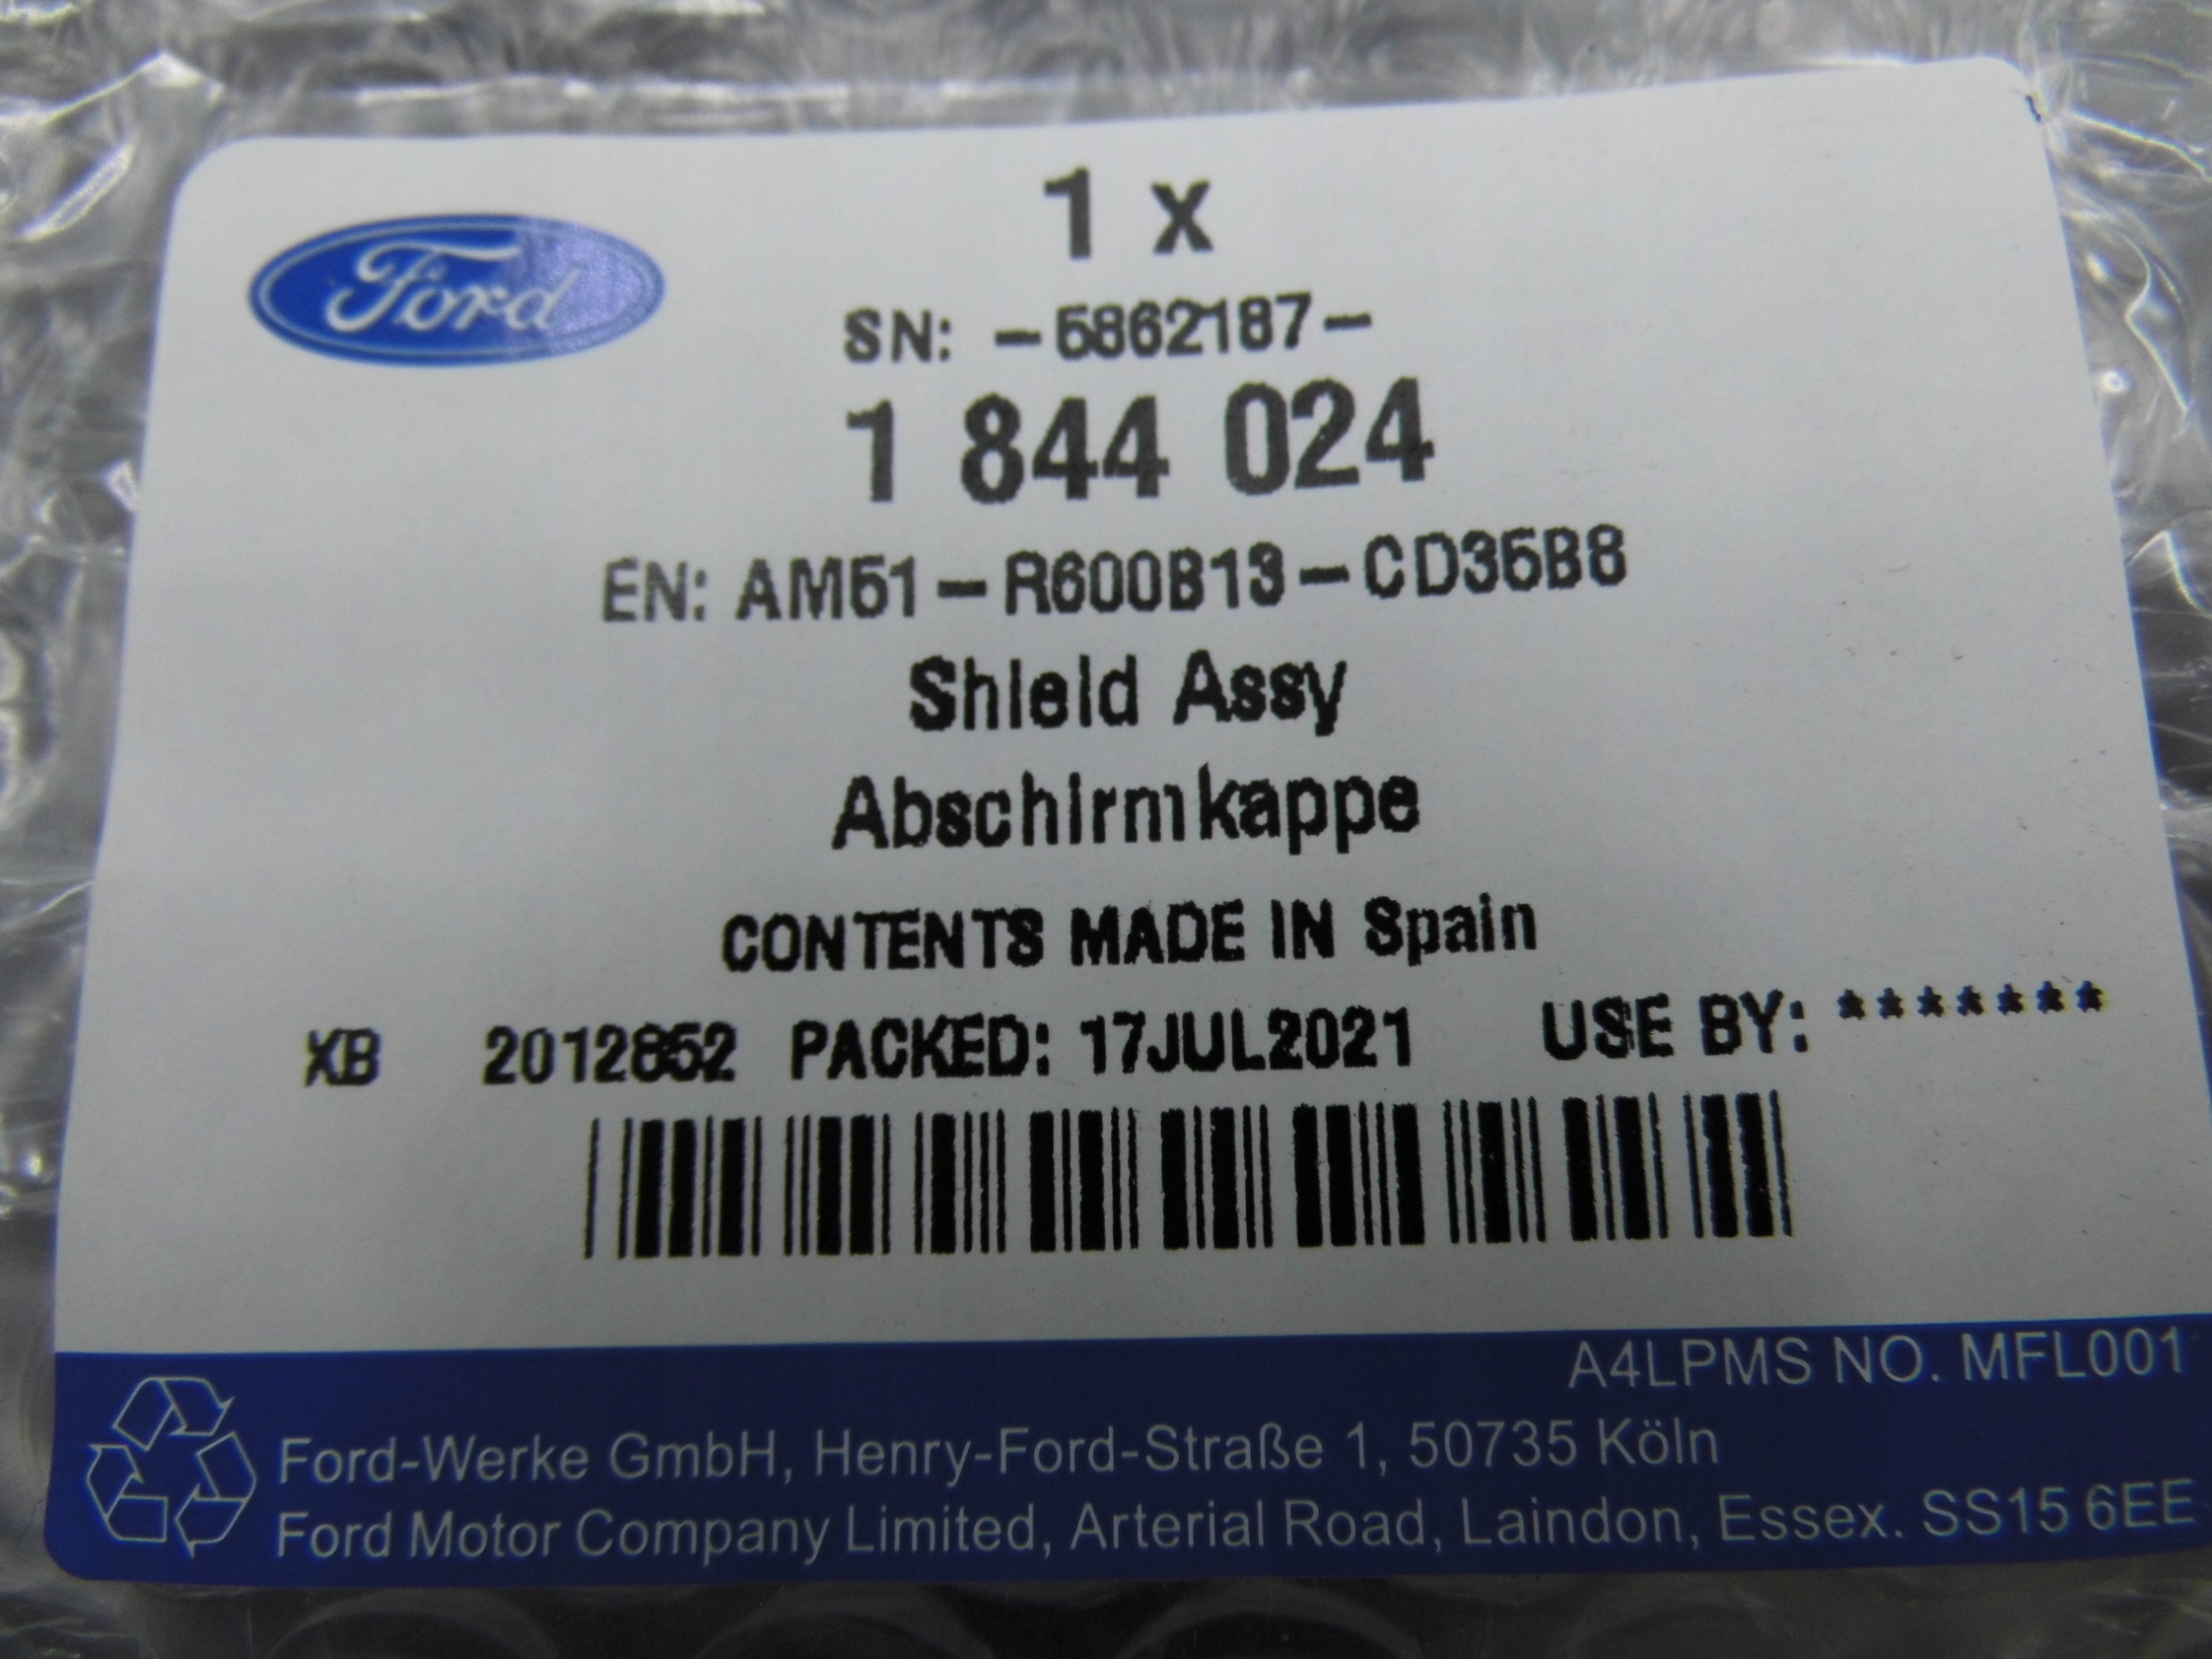 Ford
1 x
SN: -5862187-
1 844 024
EN: AM51-R600B13-CD35B8
Shield Assy
Abschirmkappe
CONTENTS MADE IN Spain
XB 2012852 PACKED: 17JUL2021 USE BY: *******
A4LPMS NO. MFL001
Ford-Werke GmbH, Henry-Ford-Straße 1, 50735 Köln
Ford Motor Company Limited, Arterial Road, Laindon, Essex. SS15 6EE